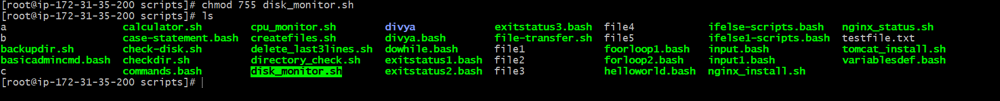 [root@ip-172-31-35-200 scripts]# chmod 755 disk_monitor.sh
[root@ip-172-31-35-200 scripts]# ls
a calculator.sh cpu_monitor.sh divya exitstatus3.bash file4 ifelse-scripts.bash nginx_status.sh
b case-statement.bash createfiles.sh divya.bash file-transfer.sh file5 ifelse1-scripts.bash testfile.txt
backupdir.sh check-disk.sh delete_last3lines.sh dowhile.bash file1 foorloop1.bash input.bash tomcat_install.sh
basicadmincmd.bash checkdir.sh directory_check.sh exitstatus1.bash file2 forloop2.bash input1.bash variablesdef.bash
c commands.bash disk_monitor.sh exitstatus2.bash file3 helloworld.bash nginx_install.sh
[root@ip-172-31-35-200 scripts]#